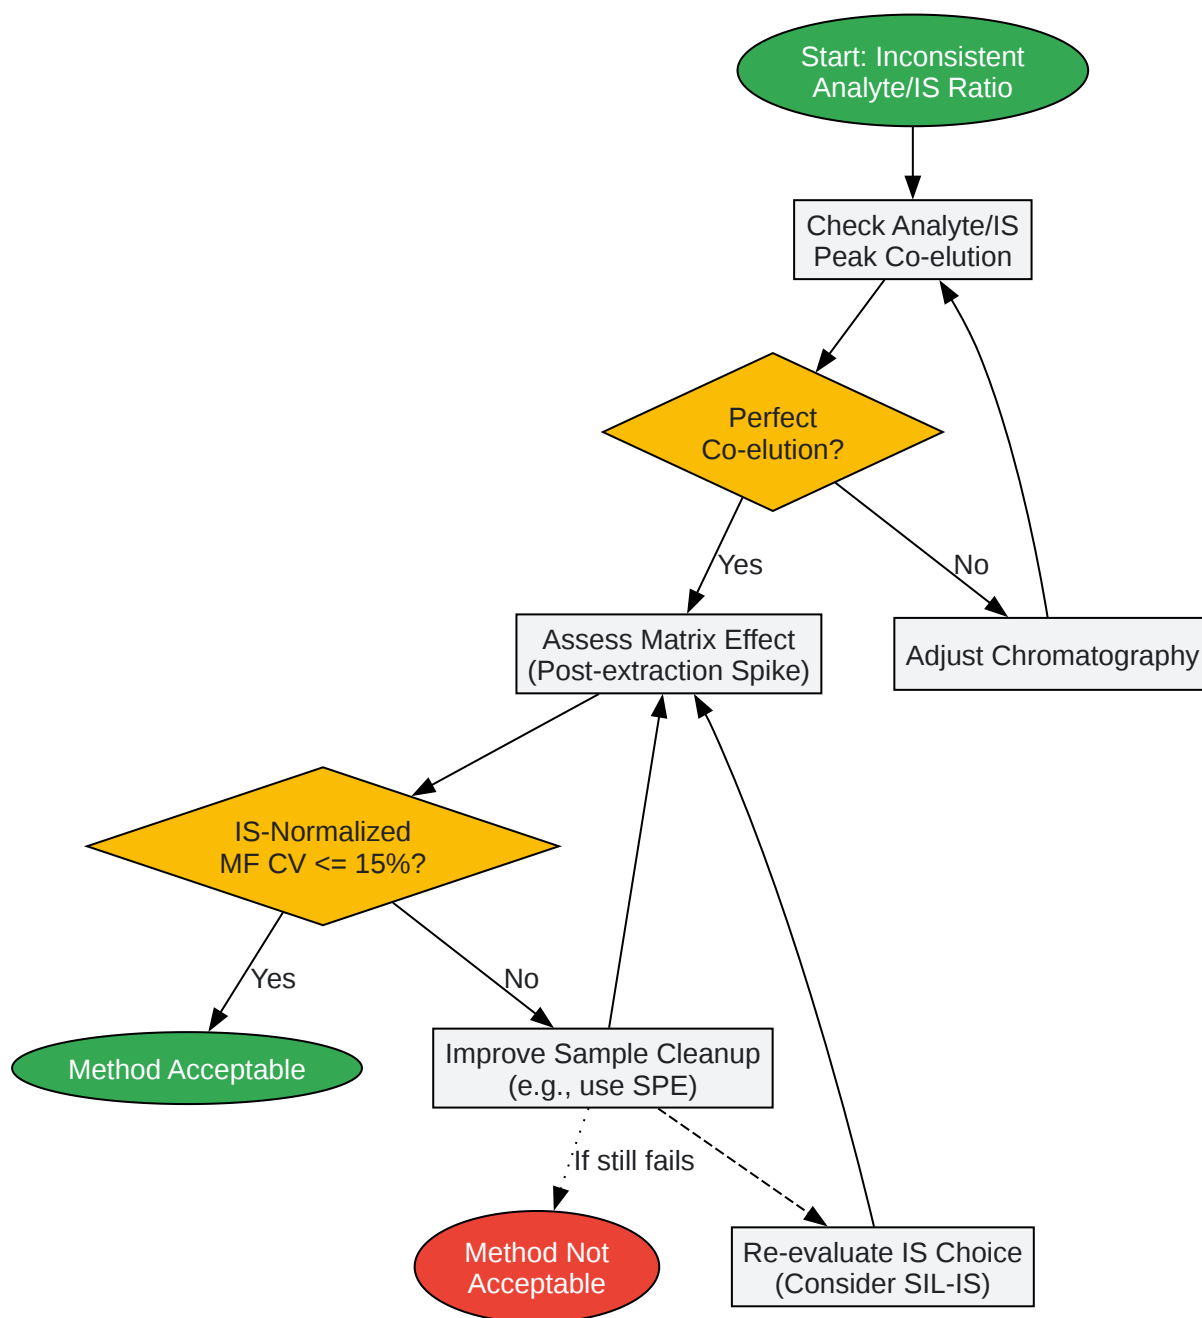 Start: Inconsistent
Analyte/IS Ratio
Check Analyte/IS
Peak Co-elution
Perfect
Co-elution?
Yes
No
Assess Matrix Effect
(Post-extraction Spike)
Adjust Chromatography
IS-Normalized
MF CV <= 15%?
Yes
No
Method Acceptable
Improve Sample Cleanup
(e.g., use SPE)
If still fails
Method Not
Acceptable
Re-evaluate IS Choice
(Consider SIL-IS)